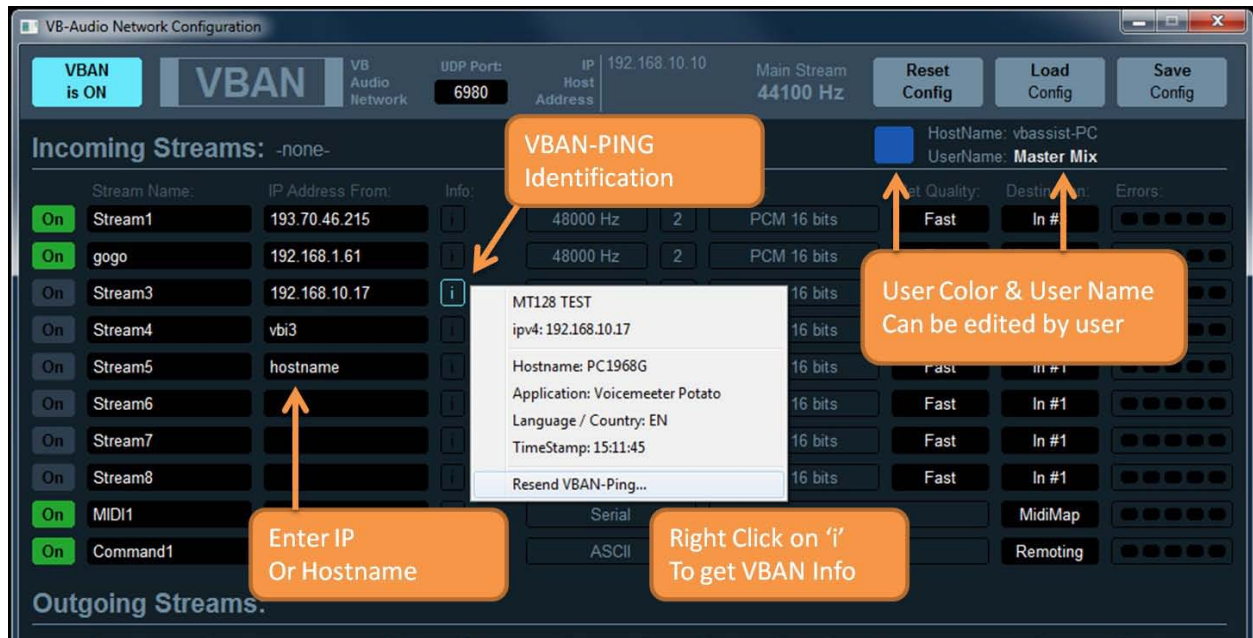 VB-Audio Network Configuration
VBAN
is ON
VBAN
VB
Audio
Network
UDP Port:
6980
IP
Host
Address
192.168.10.10
Main Stream
44100 Hz
Reset
Config
Load
Config
Save
Config
Incoming Streams: -none-
VBAN-PING
Identification
HostName: vbassist-PC
UserName: Master Mix
Stream Name: IP Address From: Info: Quality: Errors:
On Stream1 193.70.46.215 i 48000 Hz 2 PCM 16 bits Fast In
On gogo 192.168.1.61 i 48000 Hz 2 PCM 16 bits
On Stream3 192.168.10.17 i 16 bits
On Stream4 vbi3 i 16 bits
On Stream5 hostname i 16 bits Fast In #1
On Stream6 i 16 bits Fast In #1
On Stream7 i 16 bits Fast In #1
On Stream8 i 16 bits Fast In #1
On MIDI1 Serial MidiMap
On Command1 ASCII Remoting
User Color & User Name
Can be edited by user
MT128 TEST
ipv4: 192.168.10.17
Hostname: PC1968G
Application: Voicemeeter Potato
Language / Country: EN
TimeStamp: 15:11:45
Resend VBAN-Ping...
Enter IP
Or Hostname
Right Click on ‘i’
To get VBAN Info
Outgoing Streams: